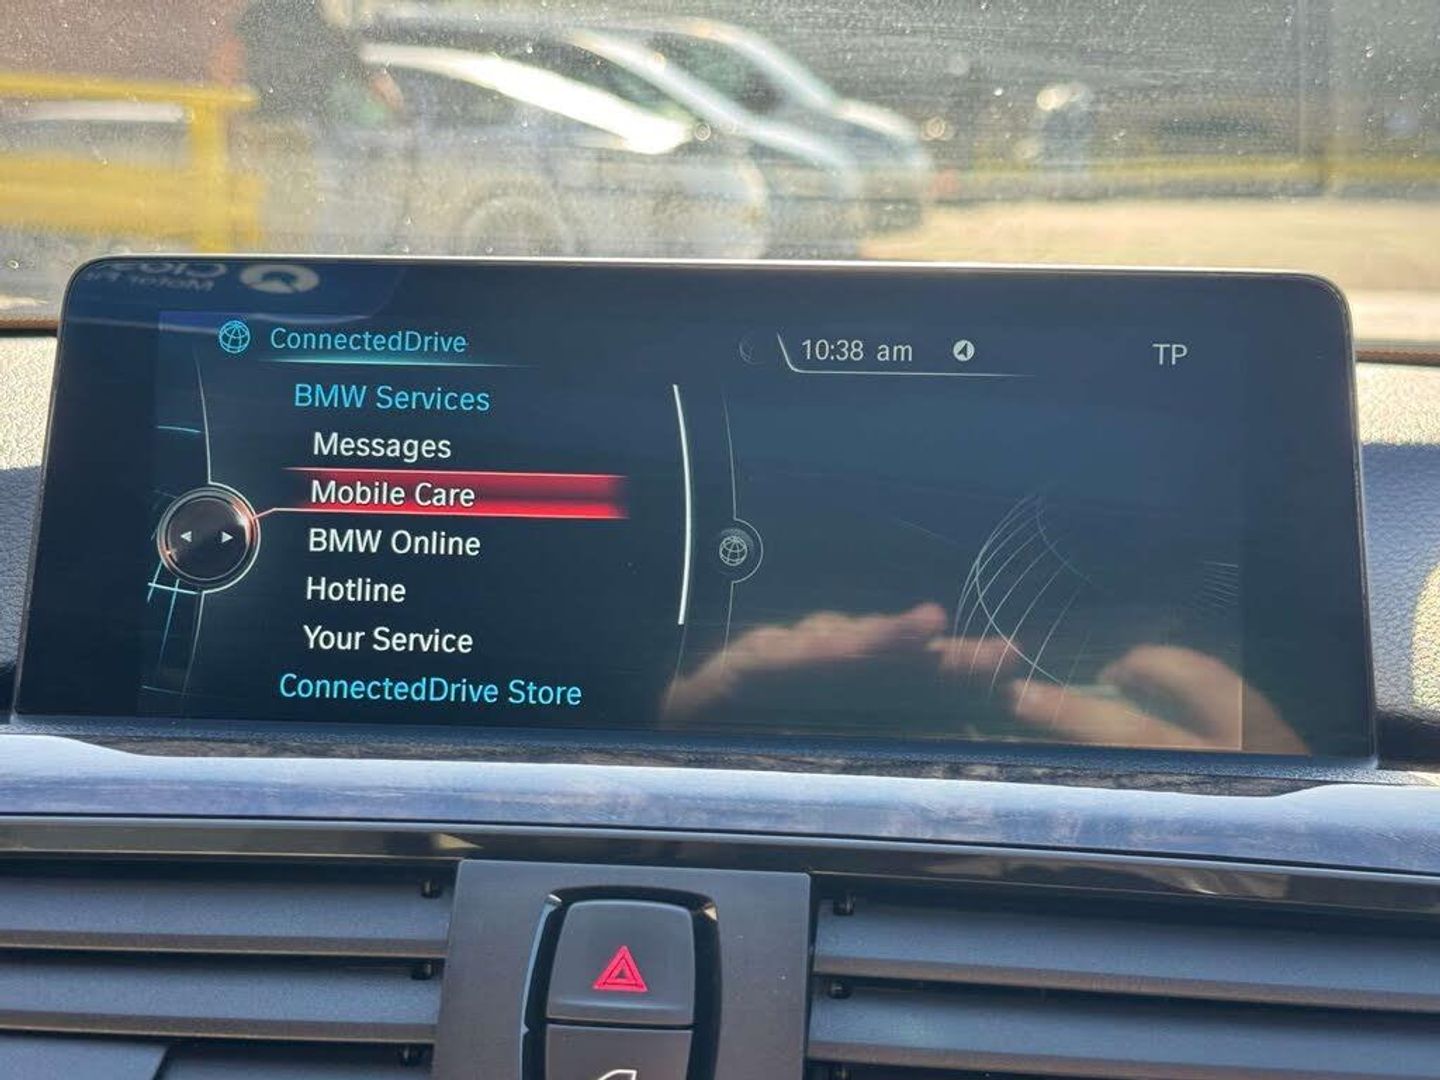 ConnectedDrive
10:38 am
TP
BMW Services
Messages
Mobile Care
BMW Online
Hotline
Your Service
ConnectedDrive Store